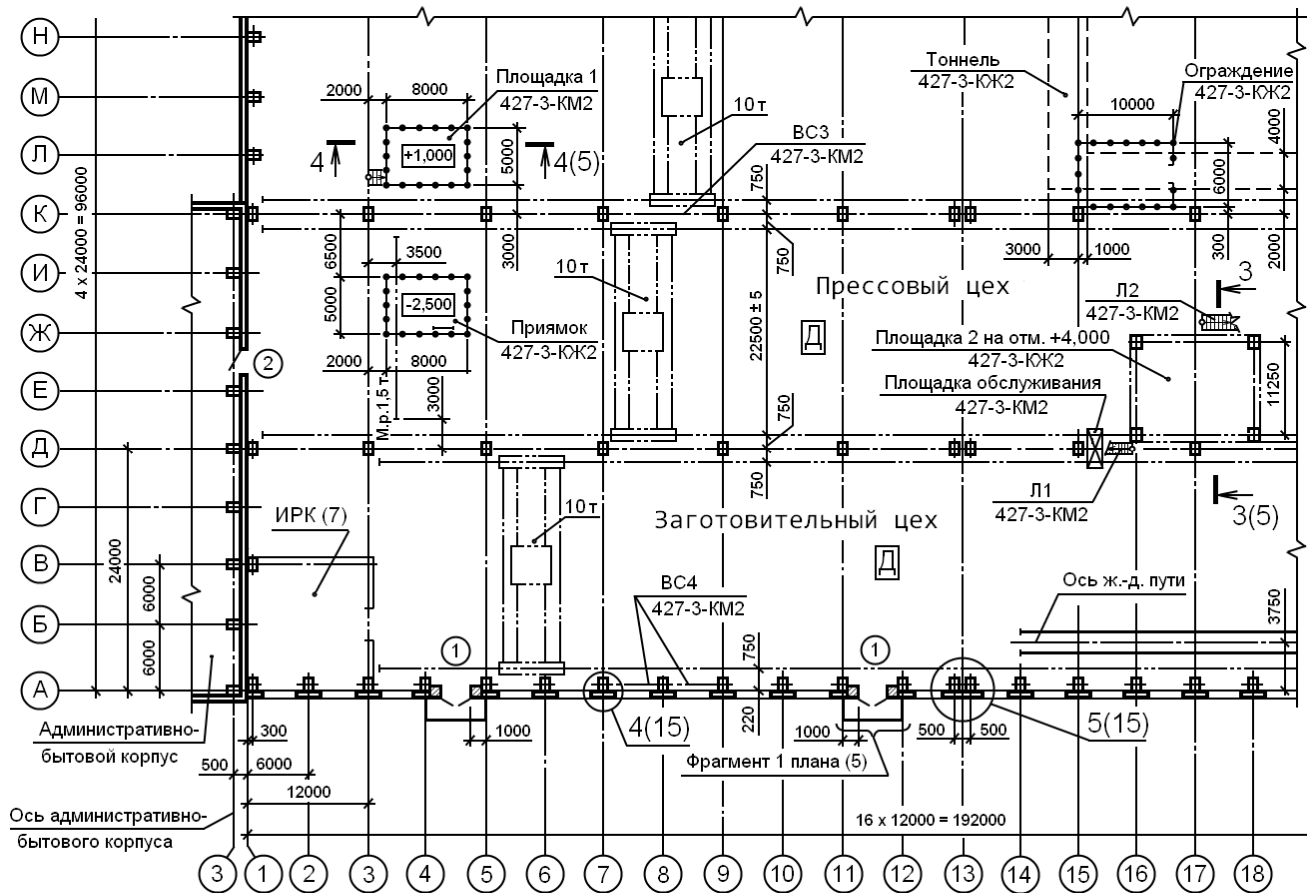 Н
М
Л
К
И
Ж
Е
Д
Г
В
Б
А
4 x 24000 = 96000
24000
6000
6000
2000
8000
Площадка 1
427-3-КМ2
+1,000
5000
3000
4
4(5)
10т
ВС3
427-3-КМ2
750
750
Тоннель
427-3-КЖ2
Ограждение
427-3-КЖ2
10000
4000
6000
300
2000
3000
1000
6500
5000
3500
-2,500
Приямок
427-3-КЖ2
2000
8000
3000
М.р.1,5 т
2
10т
22500 ± 5
Прессовый цех
Д
3
Л2
427-3-КМ2
Площадка 2 на отм. +4,000
427-3-КЖ2
Площадка обслуживания
427-3-КМ2
11250
750
750
Л1
427-3-КМ2
3(5)
ИРК (7)
10т
Заготовительный цех
Д
ВС4
427-3-КМ2
Ось ж.-д. пути
3750
750
220
1
1
Административно-
бытовой корпус
300
500
6000
12000
1000
4(15)
1000
500
500
5(15)
Фрагмент 1 плана (5)
Ось административно-
бытового корпуса
16 x 12000 = 192000
3
1
2
3
4
5
6
7
8
9
10
11
12
13
14
15
16
17
18